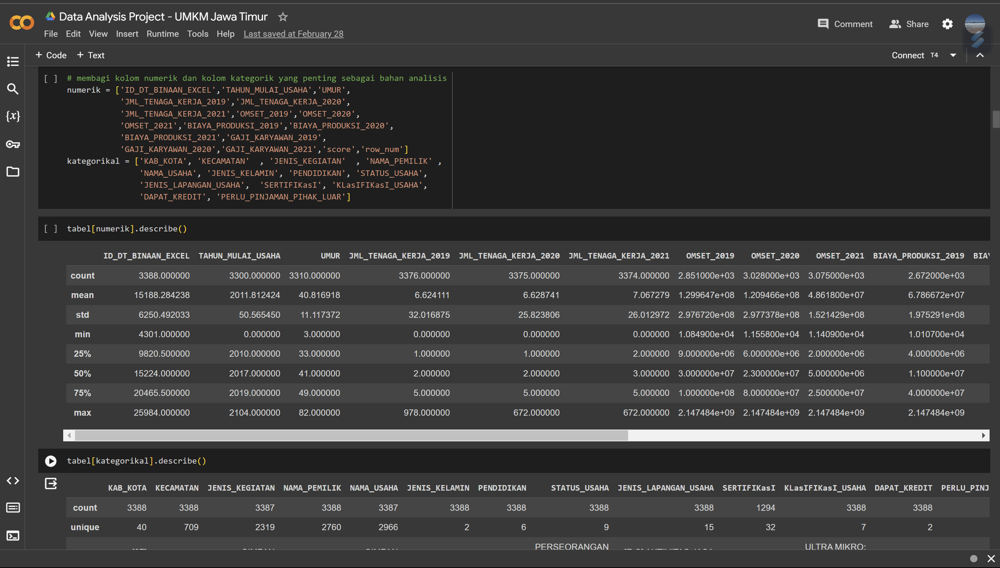 Data Analysis Project - UMKM Jawa Timur
Comment Share
File Edit View Insert Runtime Tools Help Last saved at February 28
+ Code + Text
Connect T4
[ ] # membagi kolom numerik dan kolom kategorik yang penting sebagai bahan analisis
numerik = ['ID_DT_BINAAN_EXCEL','TAHUN_MULAI_USAHA','UMUR',
'JML_TENAGA_KERJA_2019','JML_TENAGA_KERJA_2020',
'JML_TENAGA_KERJA_2021','OMSET_2019','OMSET_2020',
'OMSET_2021','BIAYA_PRODUKSI_2019','BIAYA_PRODUKSI_2020',
'BIAYA_PRODUKSI_2021','GAJI_KARYAWAN_2019',
'GAJI_KARYAWAN_2020','GAJI_KARYAWAN_2021','score','row_num']
kategorikal = ['KAB_KOTA', 'KECAMATAN' , 'JENIS_KEGIATAN' , 'NAMA_PEMILIK' ,
'NAMA_USAHA', 'JENIS_KELAMIN', 'PENDIDIKAN', 'STATUS_USAHA',
'JENIS_LAPANGAN_USAHA', 'SERTIFIKasI', 'KLasIFIKasI_USAHA',
'DAPAT_KREDIT', 'PERLU_PINJAMAN_PIHAK_LUAR']
[ ] tabel[numerik].describe()
ID_DT_BINAAN_EXCEL TAHUN_MULAI_USAHA UMUR JML_TENAGA_KERJA_2019 JML_TENAGA_KERJA_2020 JML_TENAGA_KERJA_2021 OMSET_2019 OMSET_2020 OMSET_2021 BIAYA_PRODUKSI_2019
count 3388.000000 3300.000000 3310.000000 3376.000000 3375.000000 3374.000000 2.851000e+03 3.028000e+03 3.075000e+03 2.672000e+03
mean 15188.284238 2011.812424 40.816918 6.624111 6.628741 7.067279 1.299647e+08 1.209466e+08 4.861800e+07 6.786672e+07
std 6250.492033 50.565450 11.117372 32.016875 25.823806 26.012972 2.976720e+08 2.977378e+08 1.521429e+08 1.975291e+08
min 4301.000000 0.000000 3.000000 0.000000 0.000000 0.000000 1.084900e+04 1.155800e+04 1.140900e+04 1.010700e+04
25% 9820.500000 2010.000000 33.000000 1.000000 1.000000 2.000000 9.000000e+06 6.000000e+06 2.000000e+06 4.000000e+06
50% 15224.000000 2017.000000 41.000000 2.000000 2.000000 3.000000 3.000000e+07 2.300000e+07 5.000000e+06 1.100000e+07
75% 20465.500000 2019.000000 49.000000 5.000000 5.000000 5.000000 1.000000e+08 8.000000e+07 2.500000e+07 4.000000e+07
max 25984.000000 2104.000000 82.000000 978.000000 672.000000 672.000000 2.147484e+09 2.147484e+09 2.147484e+09 2.147484e+09
tabel[kategorikal].describe()
KAB_KOTA KECAMATAN JENIS_KEGIATAN NAMA_PEMILIK NAMA_USAHA JENIS_KELAMIN PENDIDIKAN STATUS_USAHA JENIS_LAPANGAN_USAHA SERTIFIKasI KLasIFIKasI_USAHA DAPAT_KREDIT PERLU_PINJ
count 3388 3388 3387 3388 3387 3388 3388 3388 3388 1294 3388 3388
unique 40 709 2319 2760 2966 2 6 9 15 32 7 2
PERSEORANGAN ULTRA MIKRO: